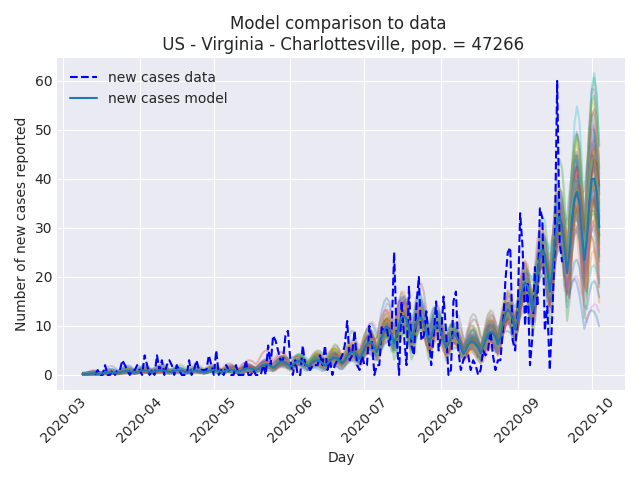 Model comparison to data
US - Virginia - Charlottesville, pop. = 47266
new cases data
new cases model
Number of new cases reported
60
50
40
30
20
10
0
2020-03
2020-04
2020-05
2020-06
2020-07
2020-08
2020-09
2020-10
Day